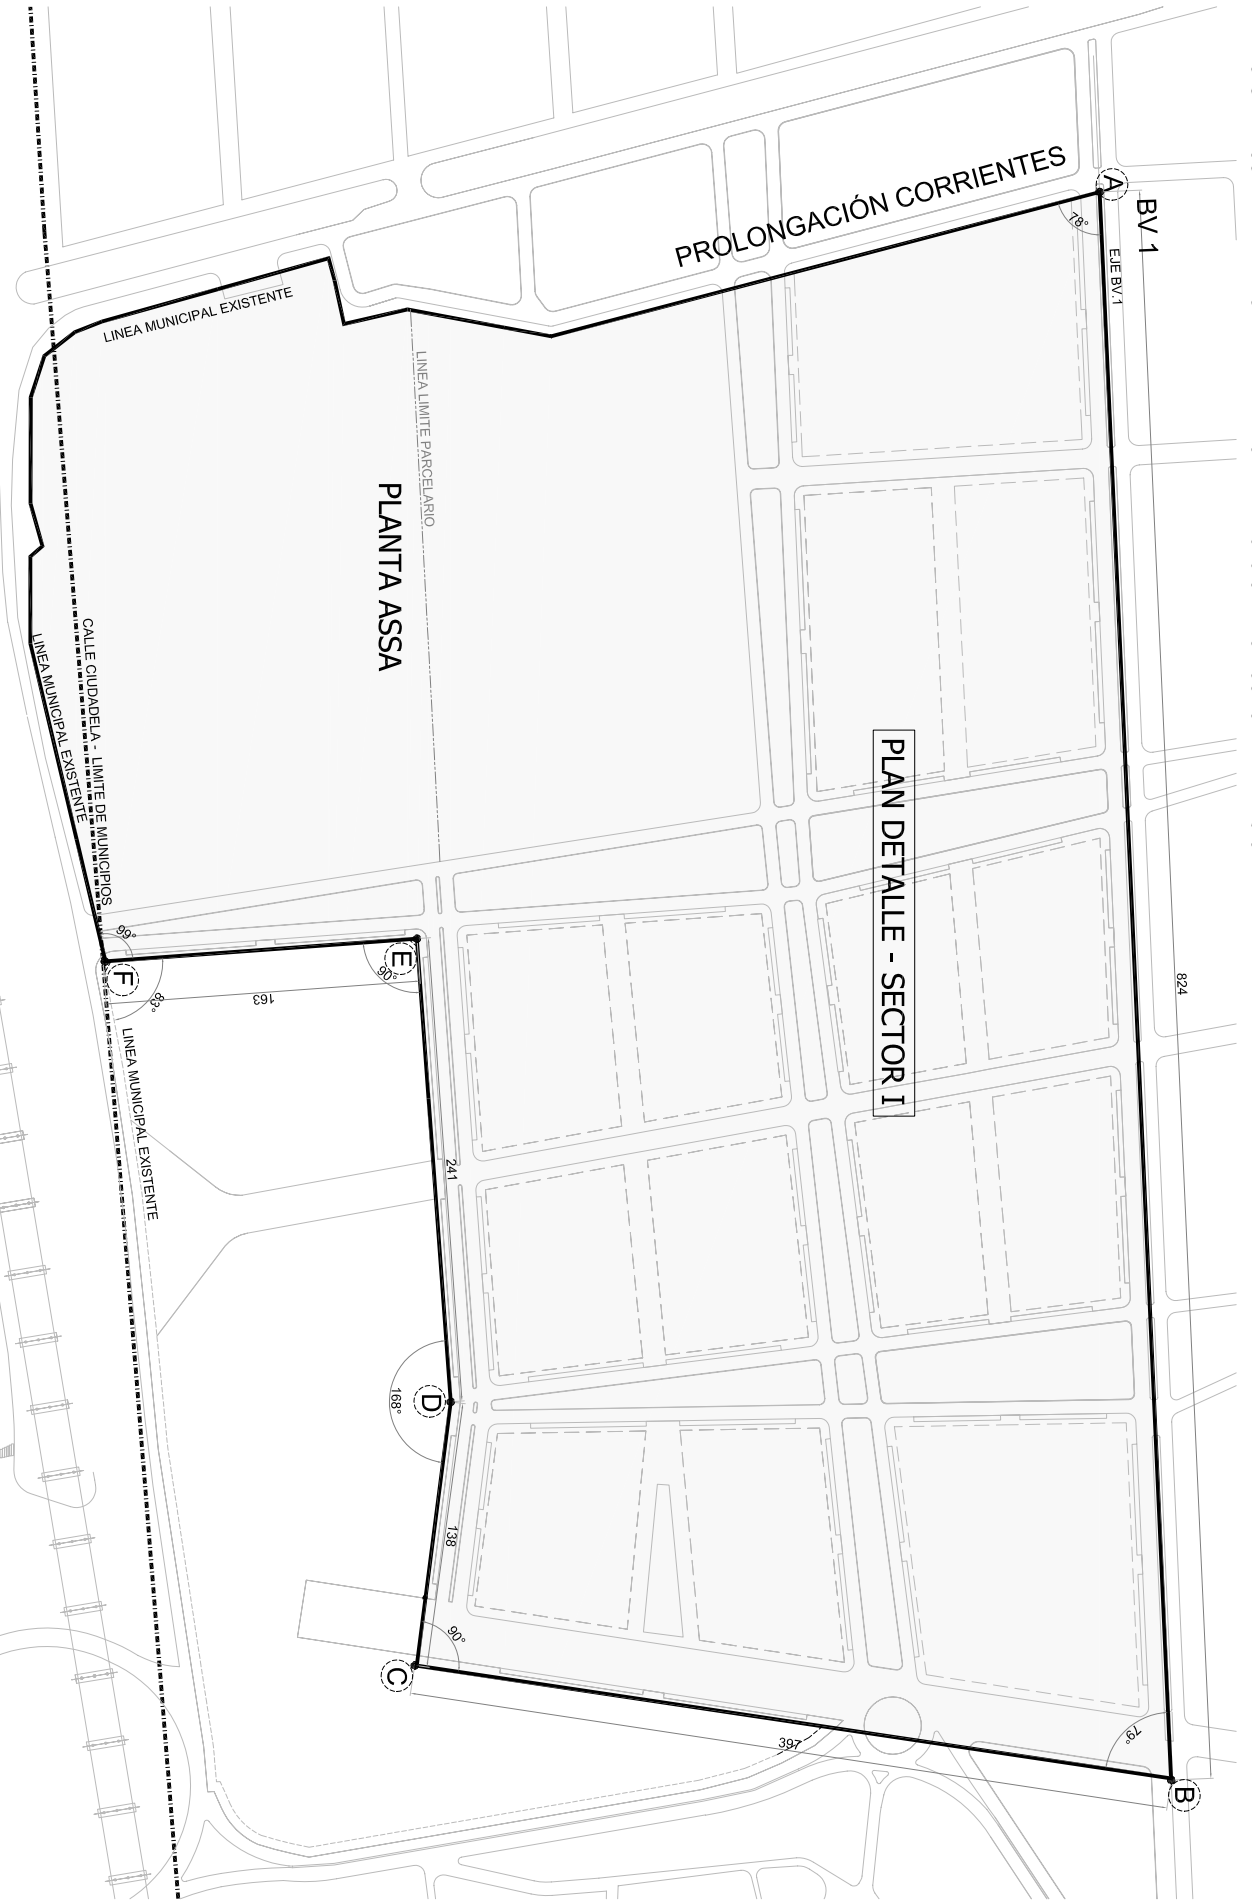 PROLONGACIÓN CORRIENTES
A
BV 1
78°
EJE BV.1
LINEA MUNICIPAL EXISTENTE
LINEA LIMITE PARCELARIO
PLANTA ASSA
PLAN DETALLE - SECTOR I
CALLE CIUDADELA - LIMITE DE MUNICIPIOS
LINEA MUNICIPAL EXISTENTE
824
99°
F
E
90°
163
LINEA MUNICIPAL EXISTENTE
241
D
168°
138
90°
C
397
79°
B